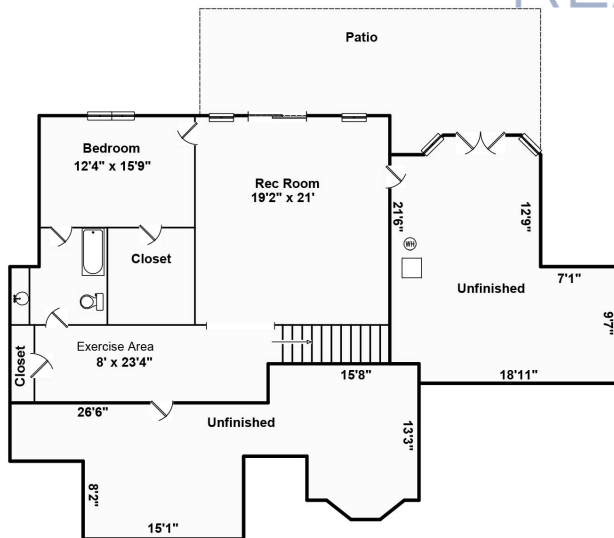 Patio
Bedroom
12'4" x 15'9"
Rec Room
19'2" x 21'
21'6"
12'9"
WH
Closet
Unfinished
7'1"
9'7"
Exercise Area
8' x 23'4"
Closet
15'8"
18'11"
26'6"
Unfinished
13'3"
8'2"
15'1"